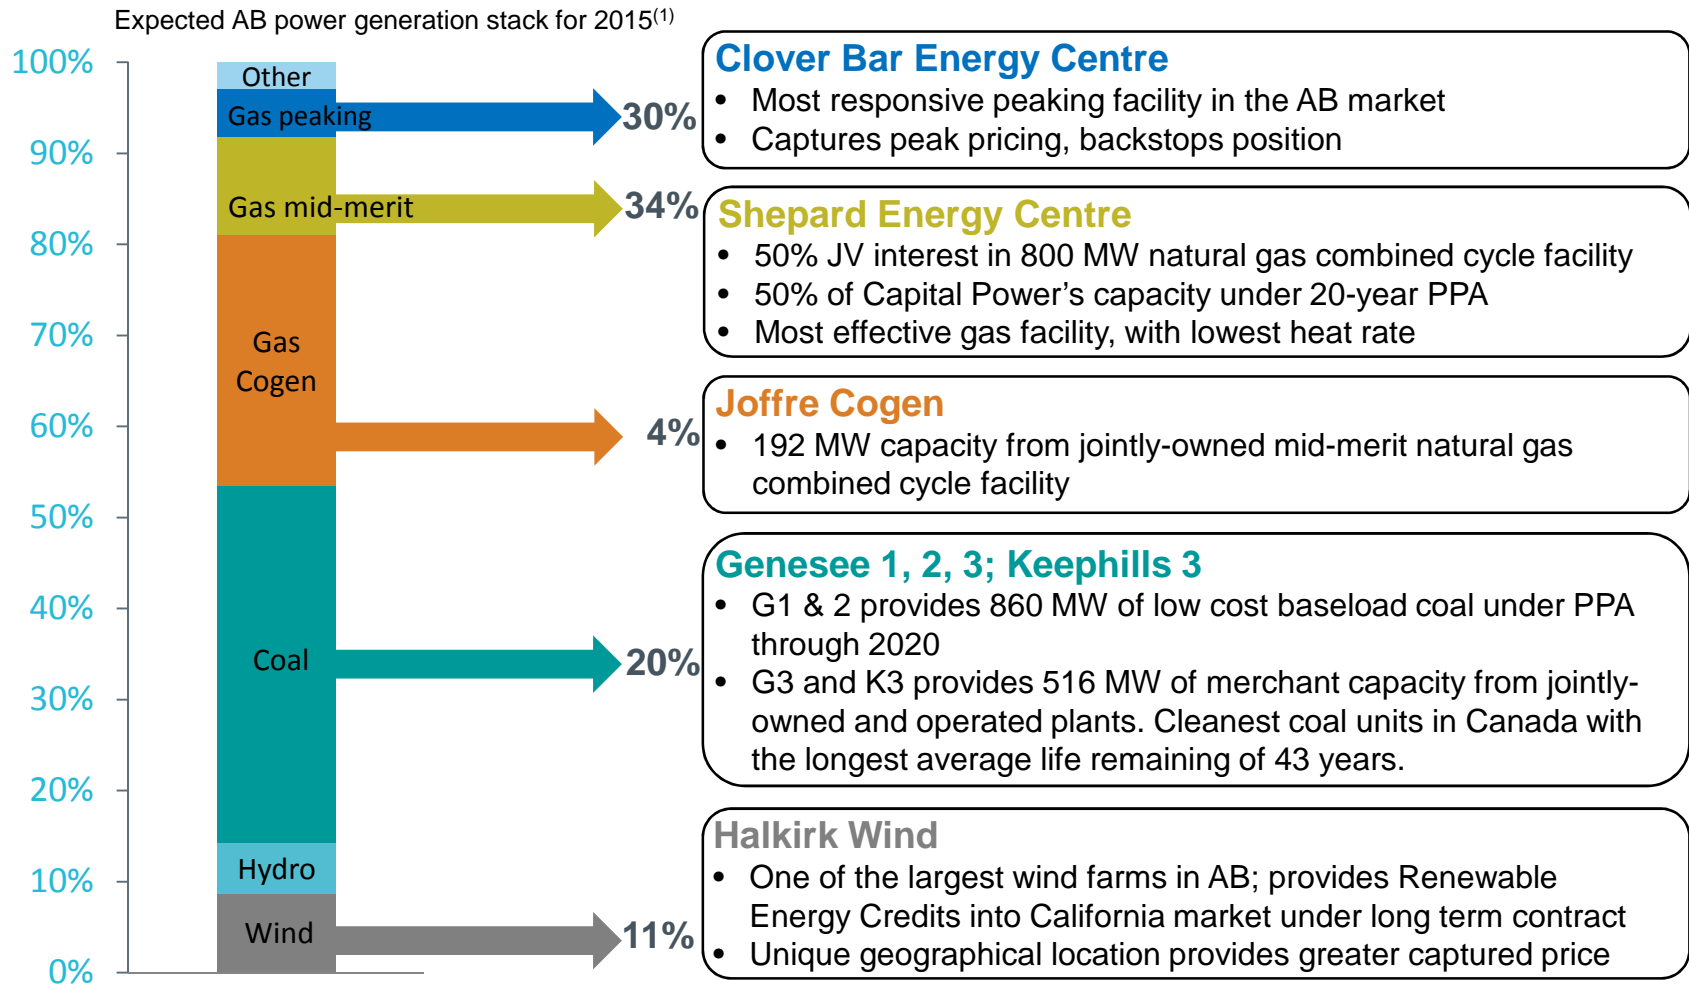 Expected AB power generation stack for 2015(1)
100%
90%
80%
70%
60%
50%
40%
30%
20%
10%
0%
Other
Gas peaking
Gas mid-merit
Gas
Cogen
Coal
Hydro
Wind
30%
34%
4%
20%
11%
Clover Bar Energy Centre
• Most responsive peaking facility in the AB market
• Captures peak pricing, backstops position
Shepard Energy Centre
• 50% JV interest in 800 MW natural gas combined cycle facility
• 50% of Capital Power’s capacity under 20-year PPA
• Most effective gas facility, with lowest heat rate
Joffre Cogen
• 192 MW capacity from jointly-owned mid-merit natural gas
combined cycle facility
Genesee 1, 2, 3; Keephills 3
• G1 & 2 provides 860 MW of low cost baseload coal under PPA
through 2020
• G3 and K3 provides 516 MW of merchant capacity from jointly-
owned and operated plants. Cleanest coal units in Canada with
the longest average life remaining of 43 years.
Halkirk Wind
• One of the largest wind farms in AB; provides Renewable
Energy Credits into California market under long term contract
• Unique geographical location provides greater captured price